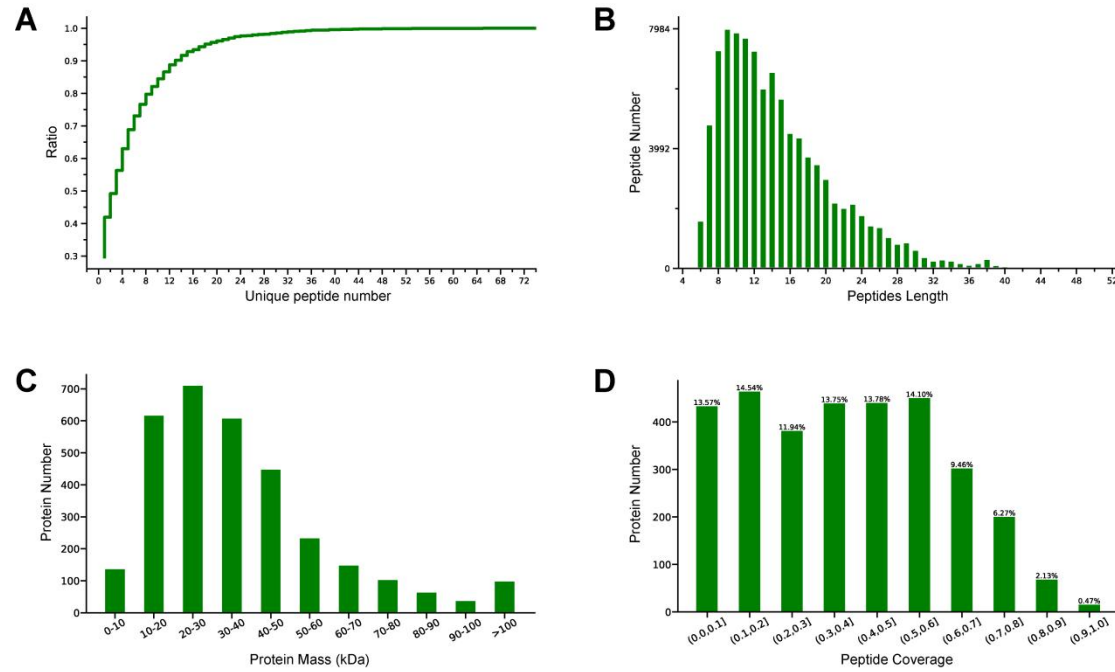 A
1.0
0.9
0.8
0.7
0.6
0.5
0.4
0.3
Ratio
0 4 8 12 16 20 24 28 32 36 40 44 48 52 56 60 64 68 72
Unique peptide number
B
7984
3992
0
Peptide Number
4 8 12 16 20 24 28 32 36 40 44 48 52
Peptides Length
C
700
600
500
400
300
200
100
0
Protein Number
0-10 10-20 20-30 30-40 40-50 50-60 60-70 70-80 80-90 90-100 >100
Protein Mass (kDa)
D
400
300
200
100
0
Protein Number
13.57% 14.54% 11.94% 13.75% 13.78% 14.10% 9.46% 6.27% 2.13% 0.47%
(0.0,0.1] (0.1,0.2] (0.2,0.3] (0.3,0.4] (0.4,0.5] (0.5,0.6] (0.6,0.7] (0.7,0.8] (0.8,0.9] (0.9,1.0]
Peptide Coverage